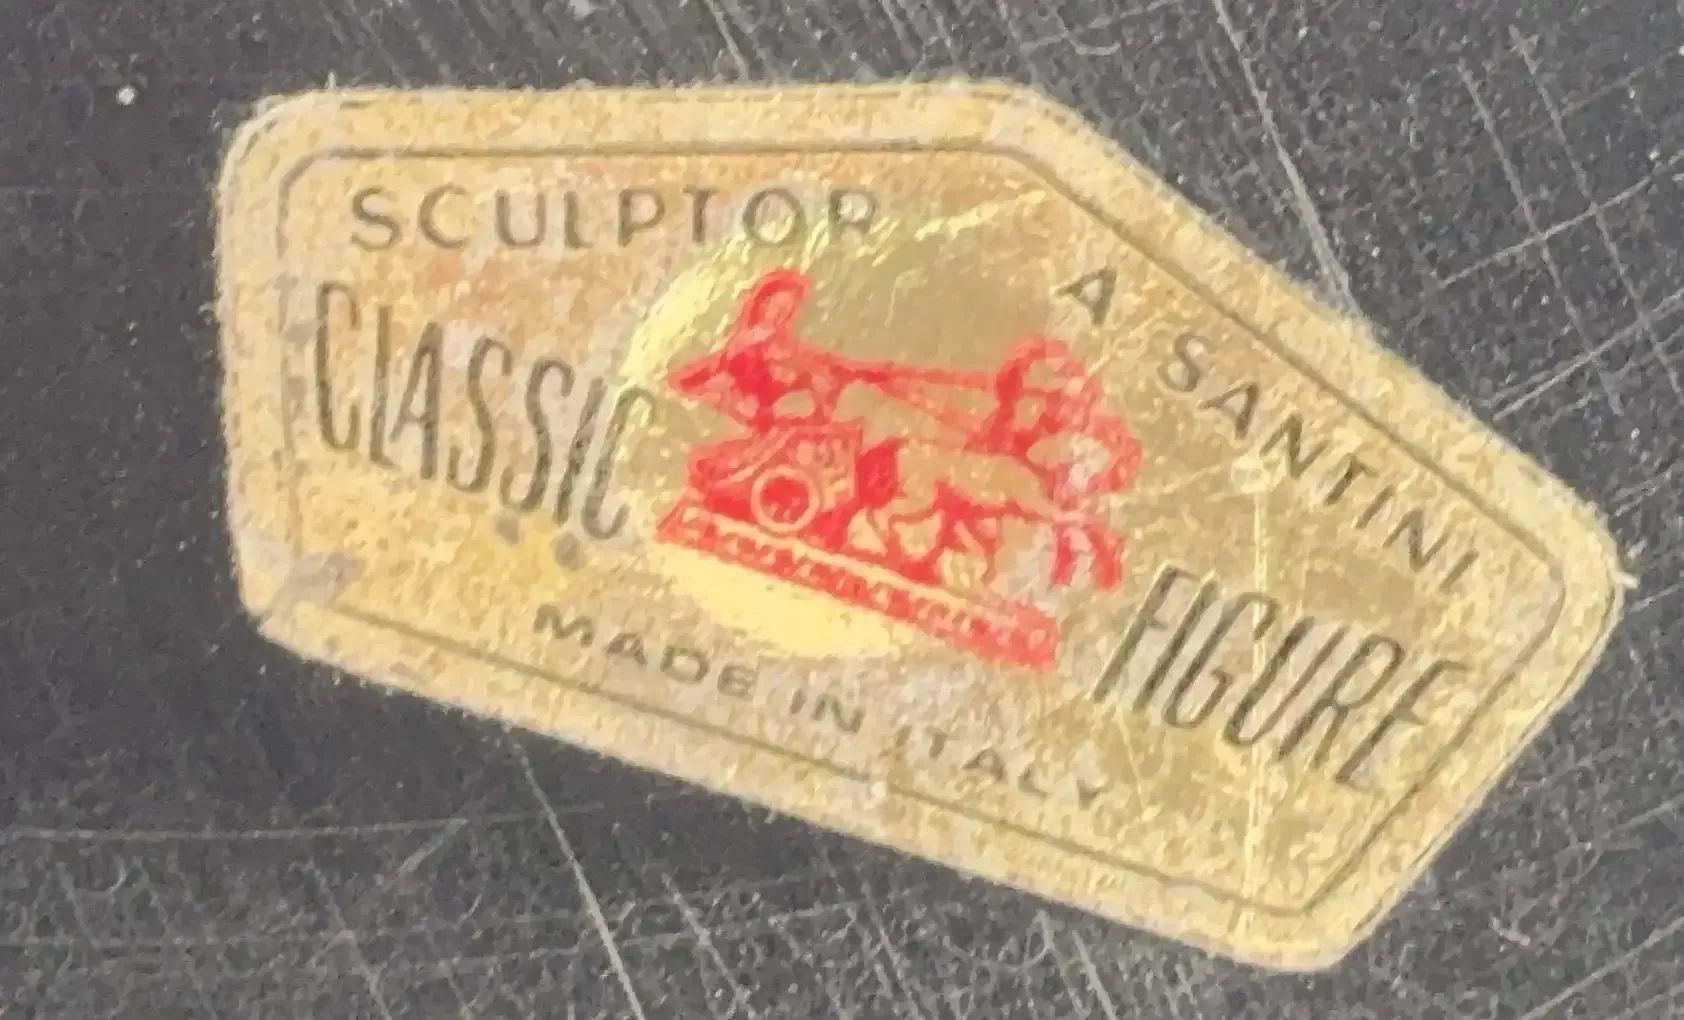 SCULPTOR
A SANTINI
CLASSIC
FIGURE
MADE IN ITALY